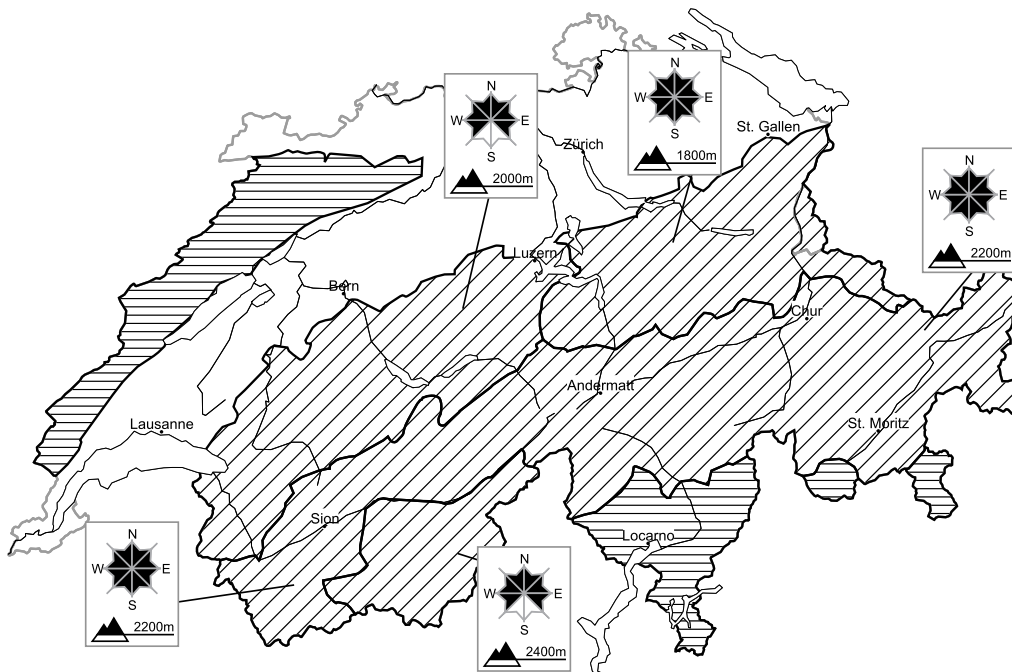 N
W E
S
1800m
N
W E
S
2000m
St. Gallen
Zürich
N
W E
S
2200m
Luzern
Bern
Chur
Andermatt
Lausanne
St. Moritz
Sion
Locarno
N
W E
S
2200m
N
W E
S
2400m